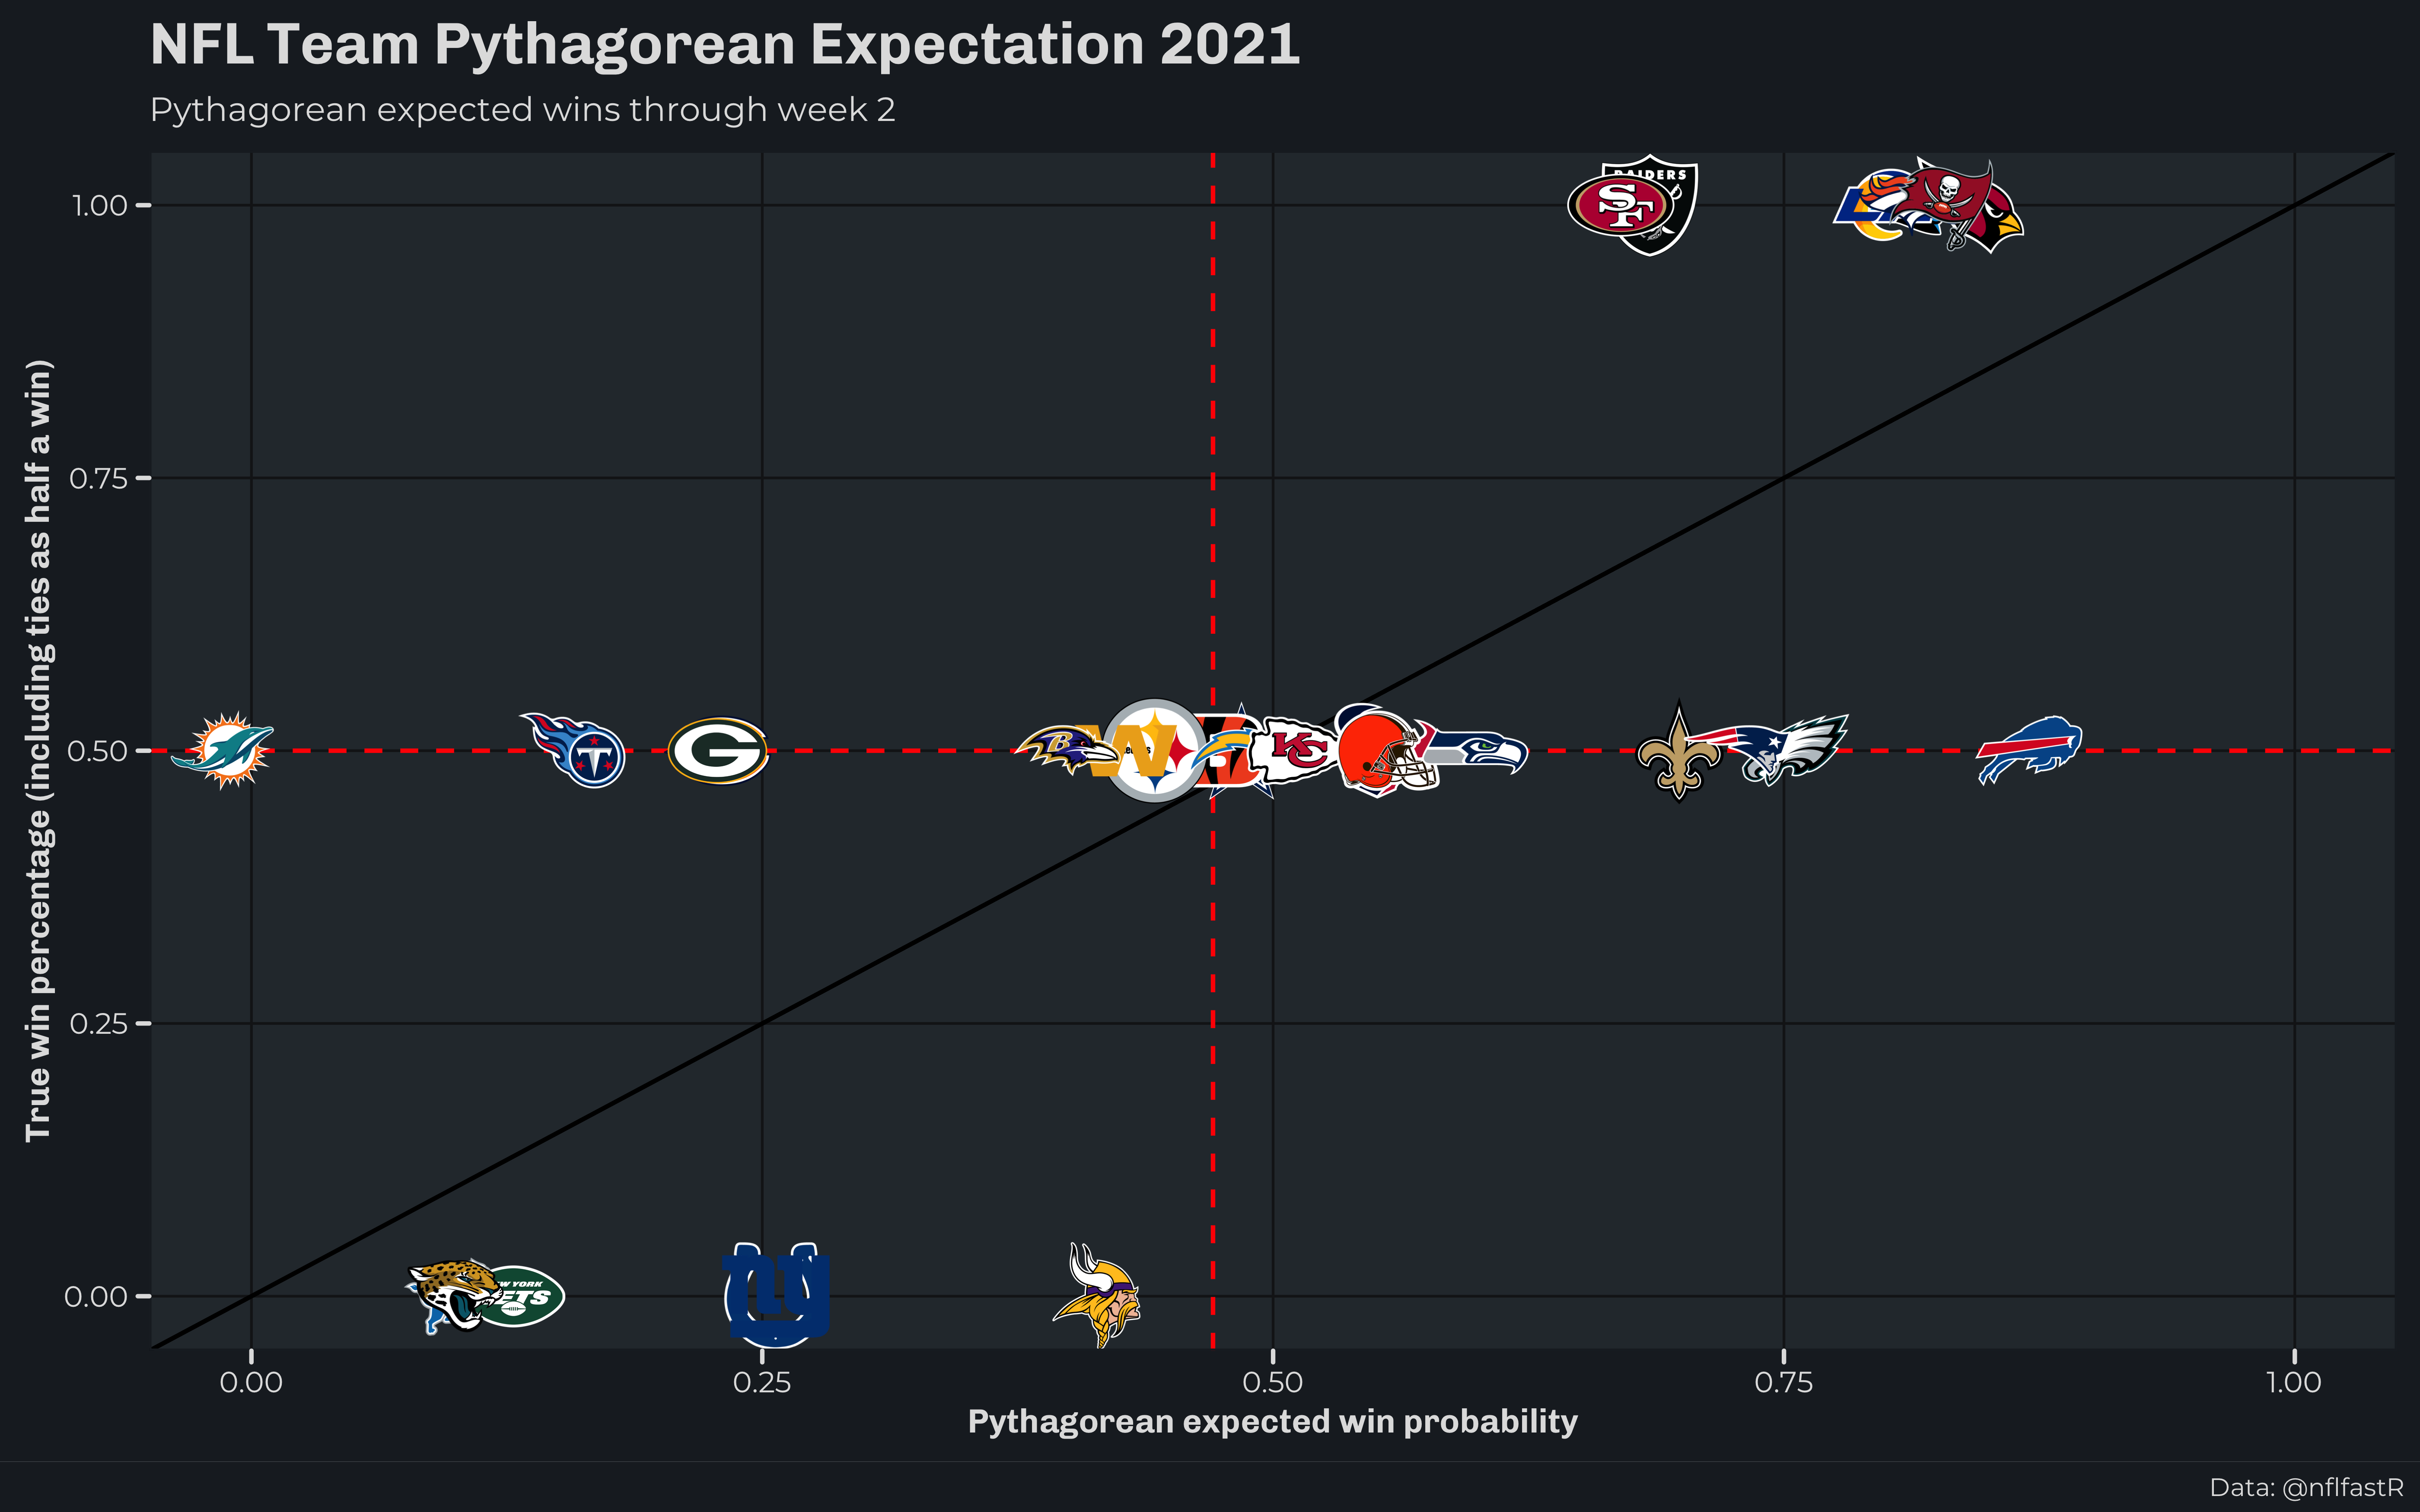 NFL Team Pythagorean Expectation 2021
Pythagorean expected wins through week 2
True win percentage (including ties as half a win)
1.00
0.75
0.50
0.25
0.00
RAIDERS
SF
B
W
G
T
KC
NEW YORK
JETS
ny
0.00
0.25
0.50
0.75
1.00
Pythagorean expected win probability
Data: @nflfastR